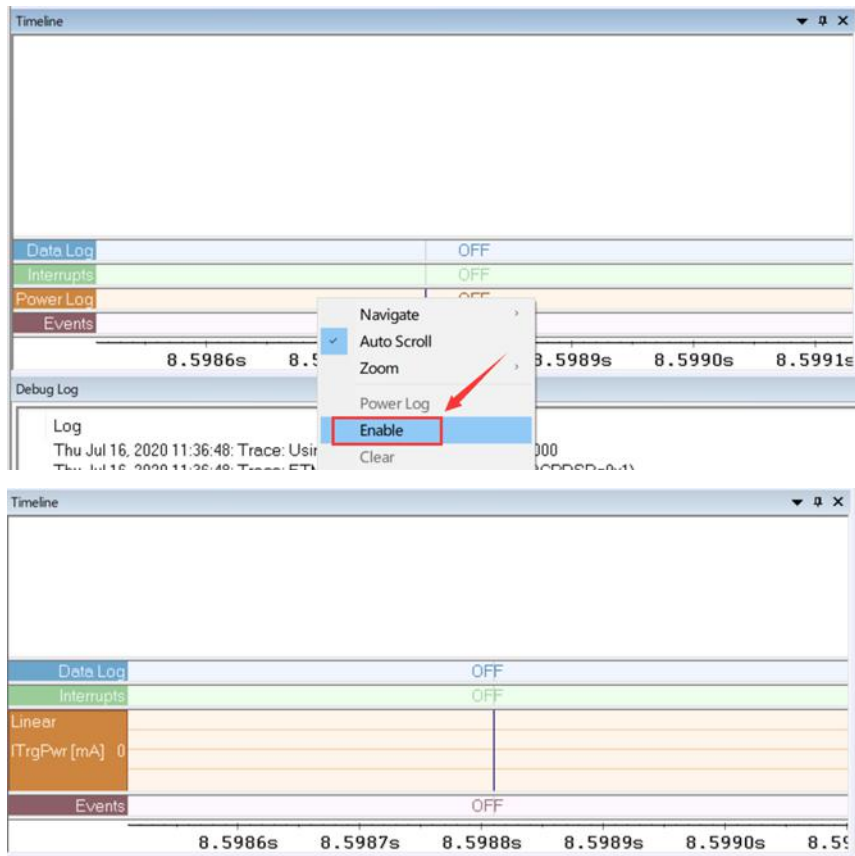 Timeline
Data Log OFF
Interrupts OFF
Power Log
Events
Navigate
Auto Scroll
Zoom
Power Log
Enable
Clear
8.5986s 8.5989s 8.5990s 8.5991s
Debug Log
Log
Thu Jul 16, 2020 11:36:48: Trace:
Timeline
Data Log OFF
Interrupts OFF
Linear
ITrgPwr [mA] 0
Events OFF
8.5986s 8.5987s 8.5988s 8.5989s 8.5990s